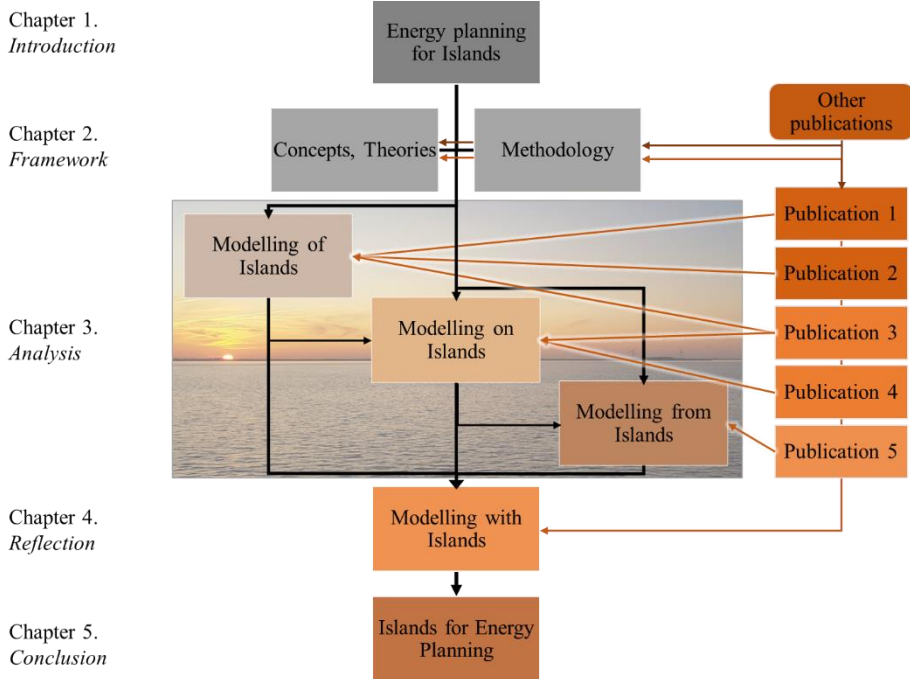 Chapter 1.
Introduction
Energy planning
for Islands
Chapter 2.
Framework
Concepts, Theories
Methodology
Other
publications
Chapter 3.
Analysis
Modelling of
Islands
Modelling on
Islands
Modelling from
Islands
Publication 1
Publication 2
Publication 3
Publication 4
Publication 5
Chapter 4.
Reflection
Modelling with
Islands
Chapter 5.
Conclusion
Islands for Energy
Planning